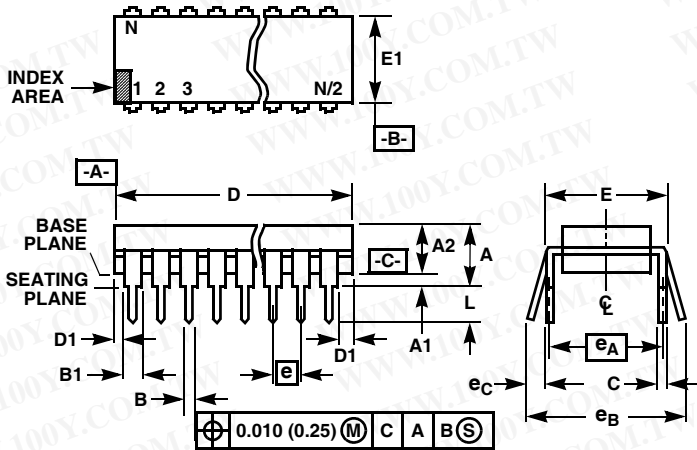 N
E1
INDEX
AREA
1 2 3 N/2
-B-
-A-
D
E
BASE
PLANE
A2 A
-C-
SEATING
PLANE
L
C L
D1 A1 D1
eA
B1
e
eC C
B
eB
0.010 (0.25) M C A B S
WWW.100Y.COM.TW